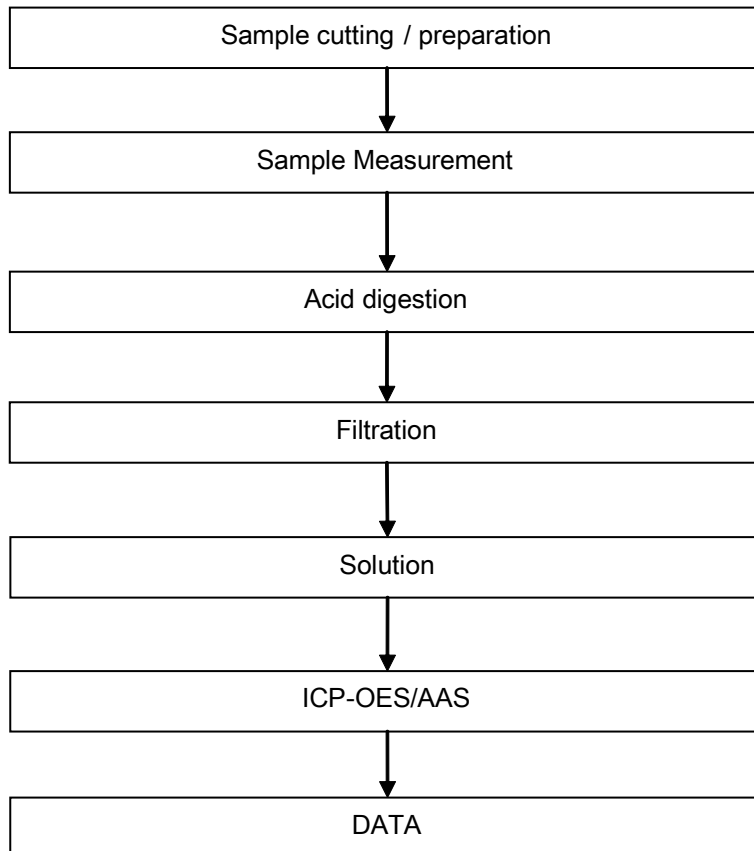 Sample cutting / preparation
Sample Measurement
Acid digestion
Filtration
Solution
ICP-OES/AAS
DATA